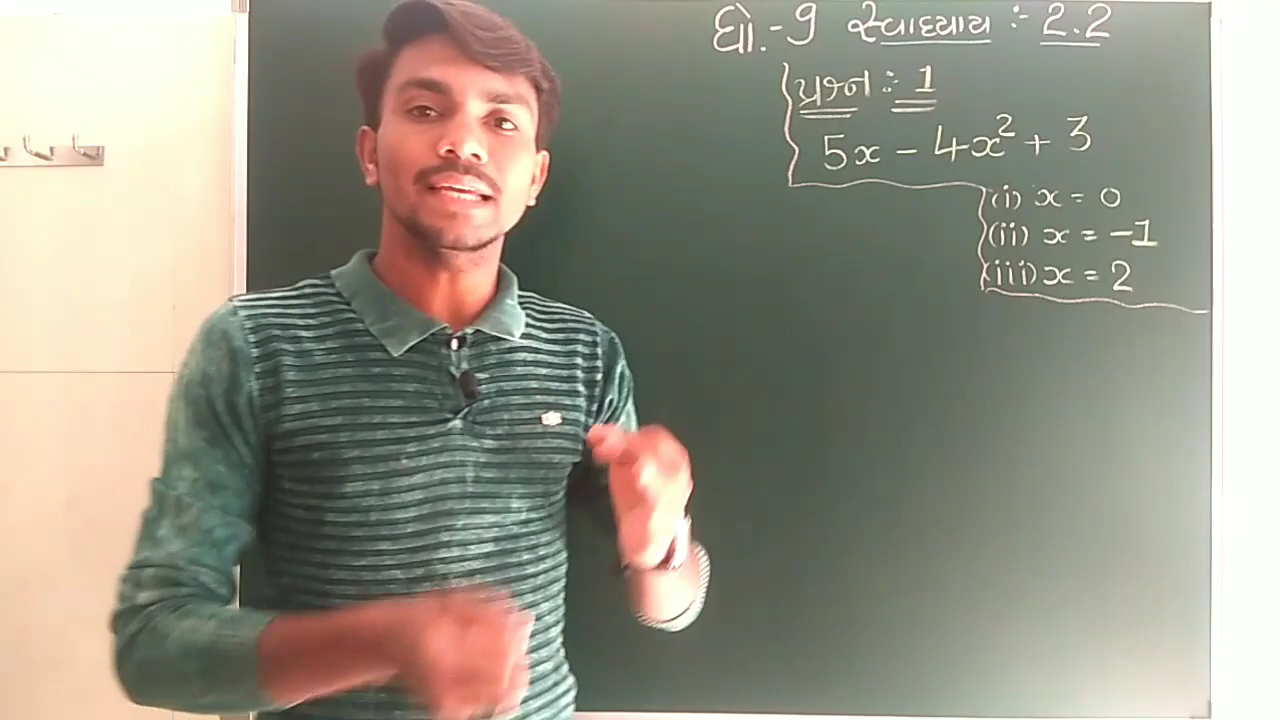 ધો.-9 સ્વાધ્યાય :- 2.2
પ્રશ્ન : 1
5x - 4x² + 3
(i) x = 0
(ii) x = -1
(iii) x = 2